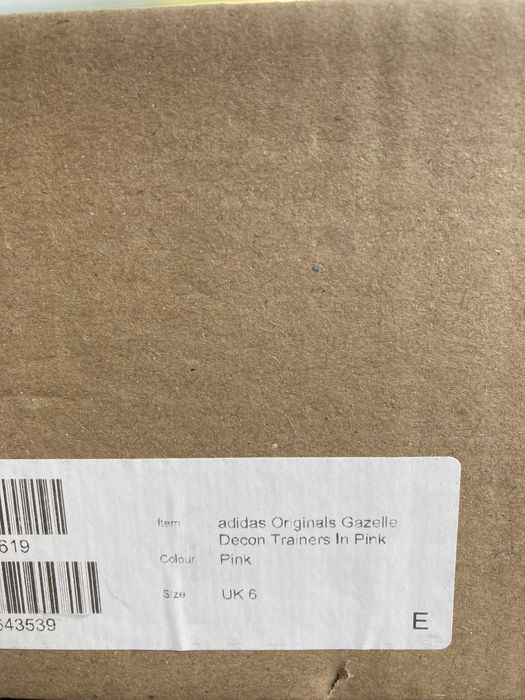 619
643539
Item adidas Originals Gazelle
Decon Trainers In Pink
Colour Pink
Size UK 6
E